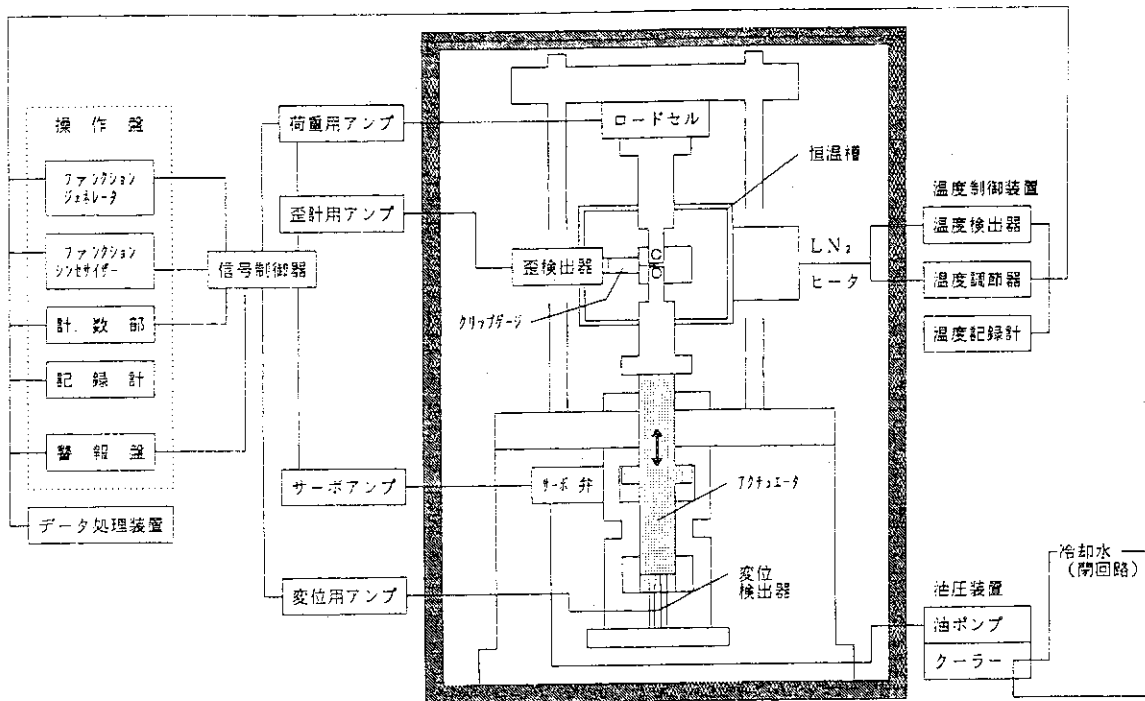 操作盤
ファンクション
ジェネレータ
ファンクション
シンセサイザー
計数部
記録計
警報盤
データ処理装置
荷重用アンプ
歪計用アンプ
信号制御器
サーボアンプ
変位用アンプ
ロードセル
恒温槽
歪検出器
クリップゲージ
サーボ弁
アクチュエータ
変位
検出器
LN₂
ヒータ
温度制御装置
温度検出器
温度調節器
温度記録計
冷却水
(閉回路)
油圧装置
油ポンプ
クーラー